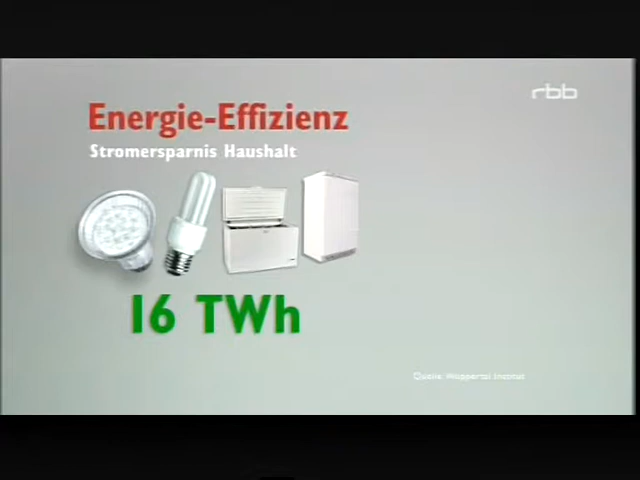 rbb
Energie-Effizienz
Stromersparnis Haushalt
16 TWh
Quelle: Wuppertal Institut